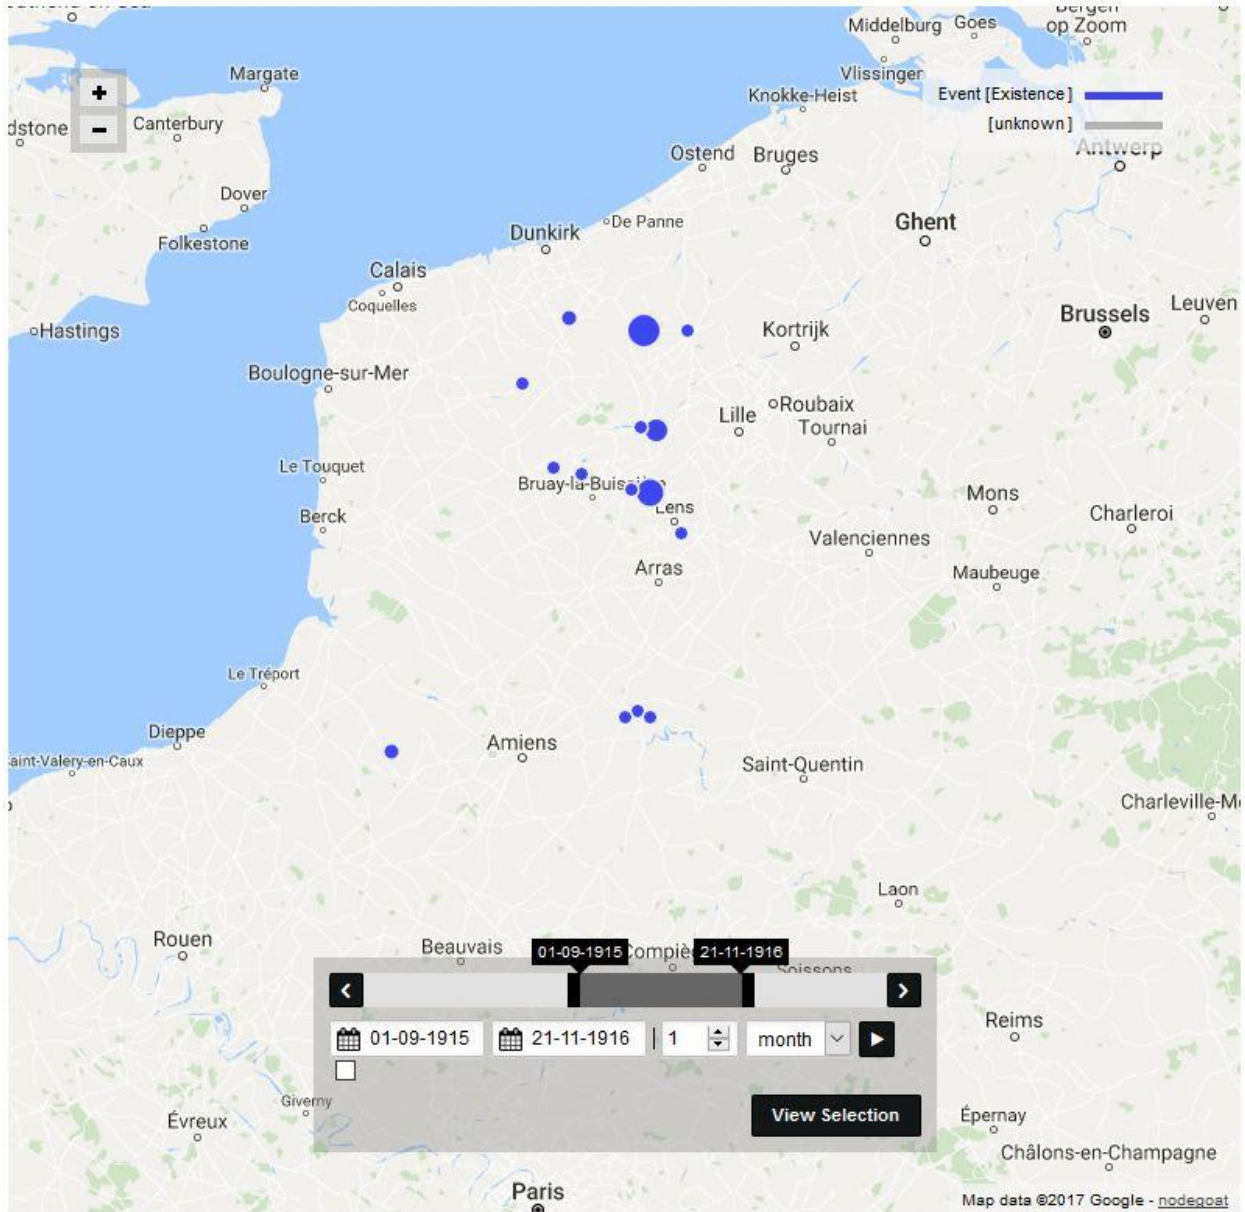 Bergen
Middelburg Goes op Zoom
Margate
Vlissingen
Knokke-Heist
Event [Existence]
[unknown]
dstone
Canterbury
Antwerp
Ostend
Bruges
Dover
De Panne
Ghent
Dunkirk
Folkestone
Calais
Coquelles
Leuven
Brussels
Hastings
Kortrijk
Boulogne-sur-Mer
Roubaix
Lille
Tournai
Le Touquet
Bruay-la-Buis
Mons
Lens
Charleroi
Berck
Valenciennes
Arras
Maubeuge
Le Tréport
Dieppe
Amiens
aint-Valery-en-Caux
Saint-Quentin
Charleville-M
Laon
Rouen
Beauvais
01-09-1915
Compiè
21-11-1916
Soissons
Reims
01-09-1915
21-11-1916
1
month
Giverny
View Selection
Évreux
Épernay
Châlons-en-Champagne
Paris
Map data ©2017 Google - nodegoat